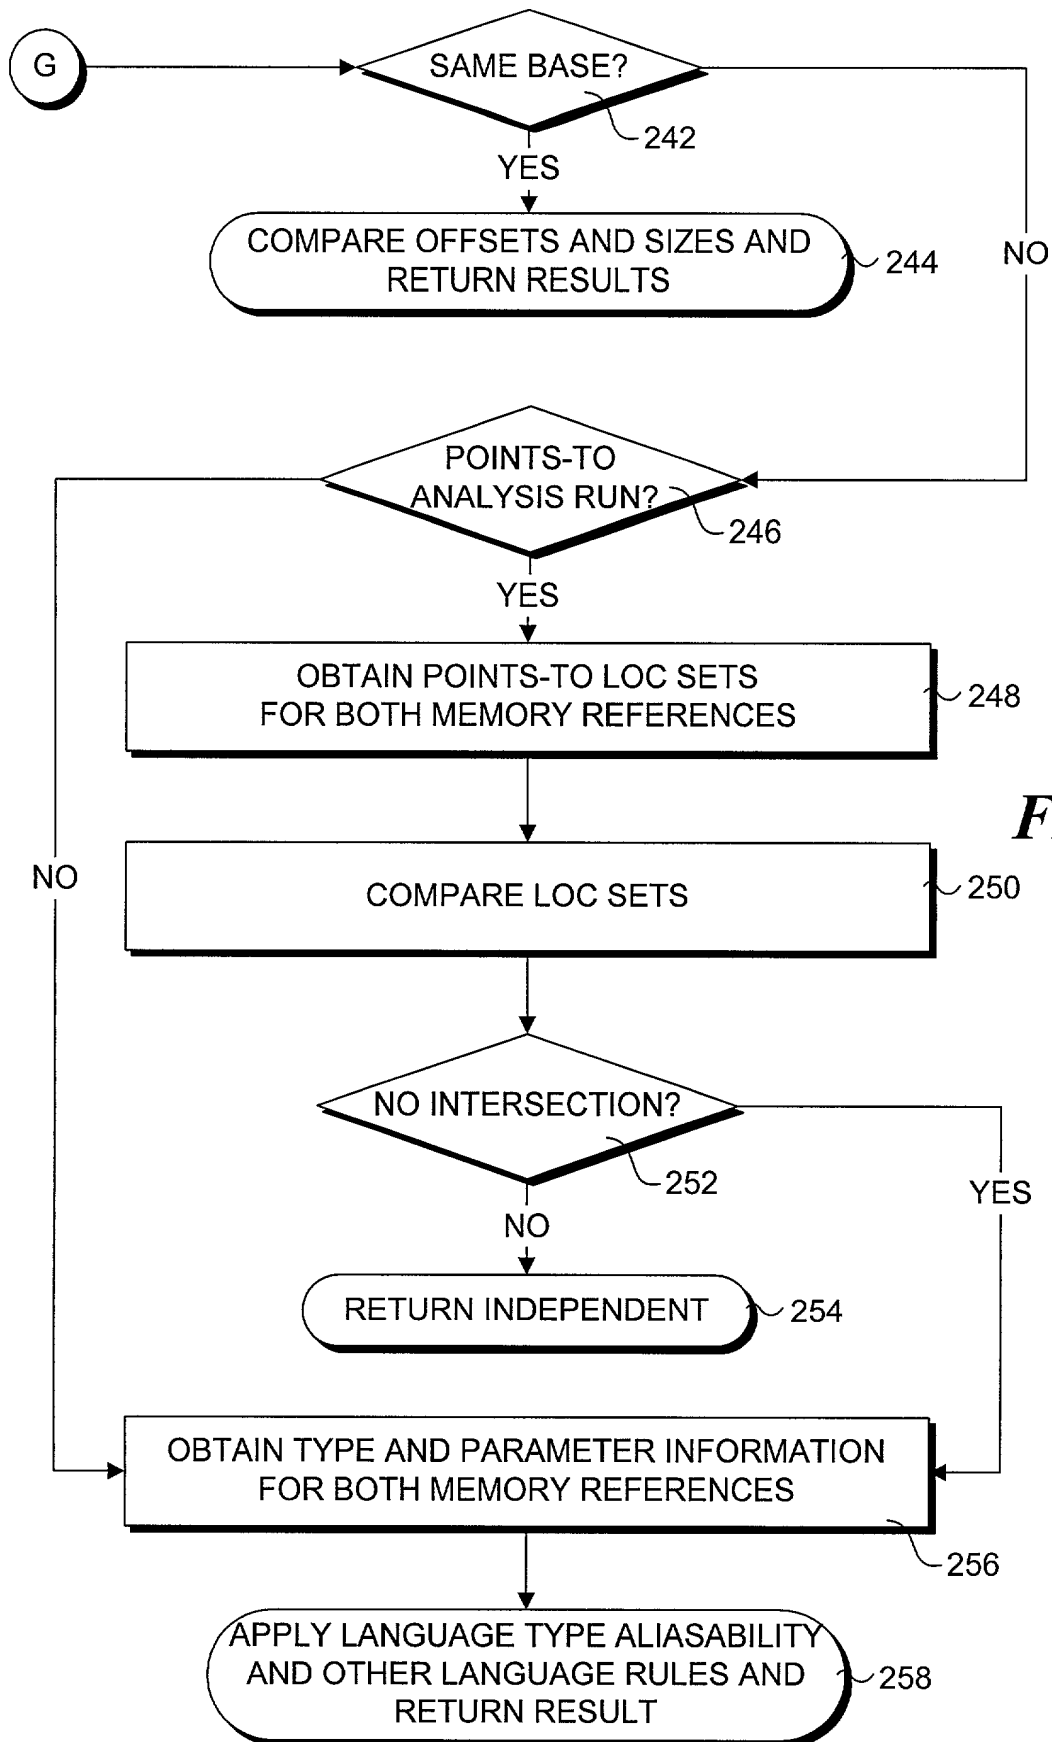 G
SAME BASE?
242
YES
COMPARE OFFSETS AND SIZES AND
RETURN RESULTS
244
NO
POINTS-TO
ANALYSIS RUN?
246
YES
OBTAIN POINTS-TO LOC SETS
FOR BOTH MEMORY REFERENCES
248
NO
COMPARE LOC SETS
250
NO INTERSECTION?
252
YES
NO
RETURN INDEPENDENT
254
OBTAIN TYPE AND PARAMETER INFORMATION
FOR BOTH MEMORY REFERENCES
256
APPLY LANGUAGE TYPE ALIASABILITY
AND OTHER LANGUAGE RULES AND
RETURN RESULT
258